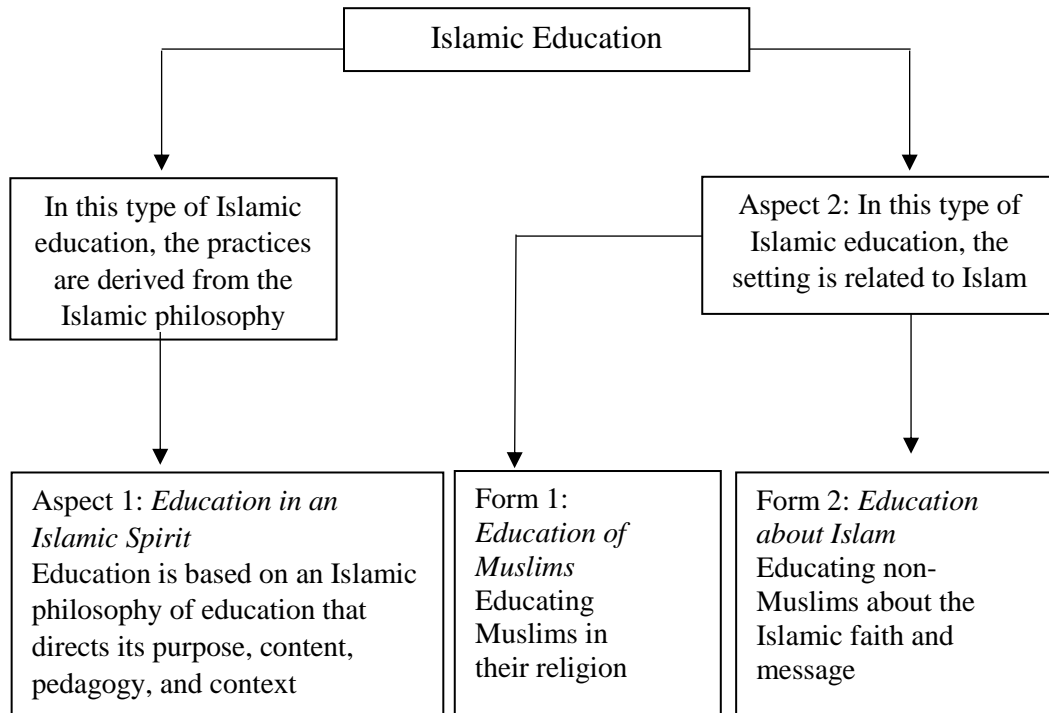 Islamic Education
In this type of Islamic
education, the practices
are derived from the
Islamic philosophy
Aspect 2: In this type of
Islamic education, the
setting is related to Islam
Aspect 1: Education in an
Islamic Spirit
Education is based on an Islamic
philosophy of education that
directs its purpose, content,
pedagogy, and context
Form 1:
Education of
Muslims
Educating
Muslims in
their religion
Form 2: Education
about Islam
Educating non-
Muslims about the
Islamic faith and
message